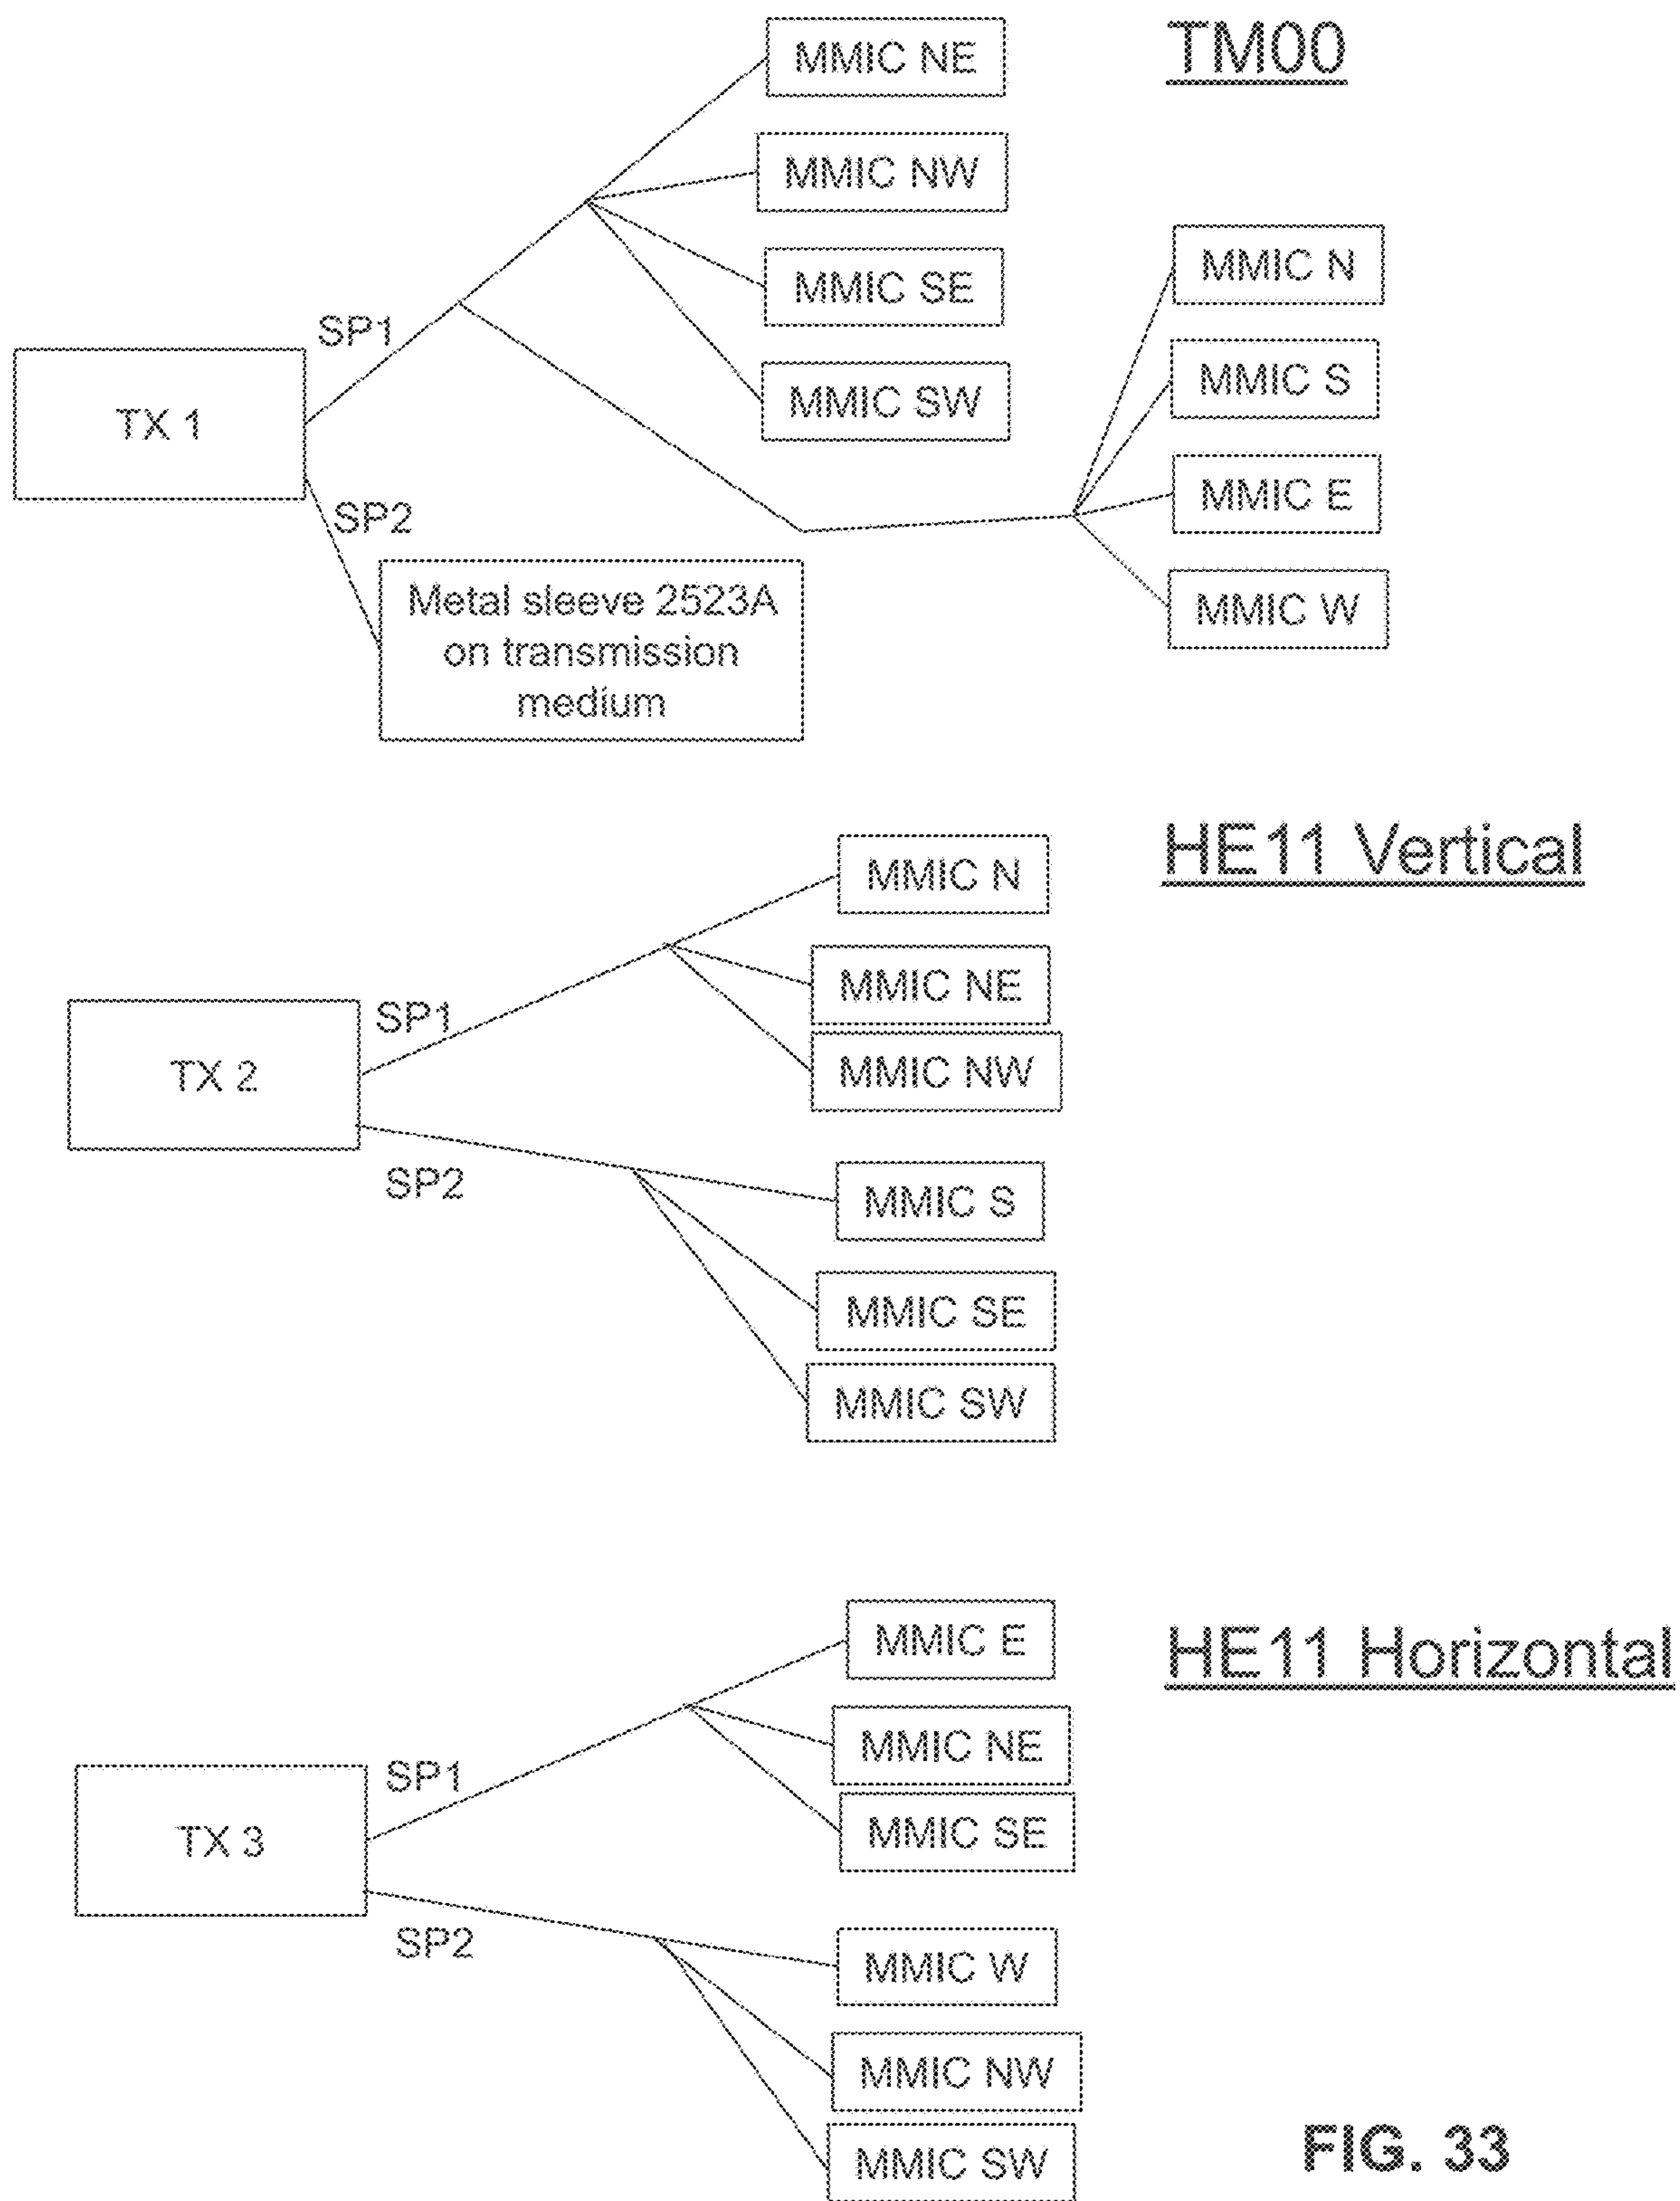 TM00
MMIC NE
MMIC NW
MMIC SE
MMIC SW
MMIC N
MMIC S
MMIC E
MMIC W
SP1
TX 1
SP2
Metal sleeve 2523A
on transmission
medium
HE11 Vertical
MMIC N
MMIC NE
MMIC NW
SP1
TX 2
SP2
MMIC S
MMIC SE
MMIC SW
HE11 Horizontal
MMIC E
MMIC NE
MMIC SE
SP1
TX 3
SP2
MMIC W
MMIC NW
MMIC SW
FIG. 33